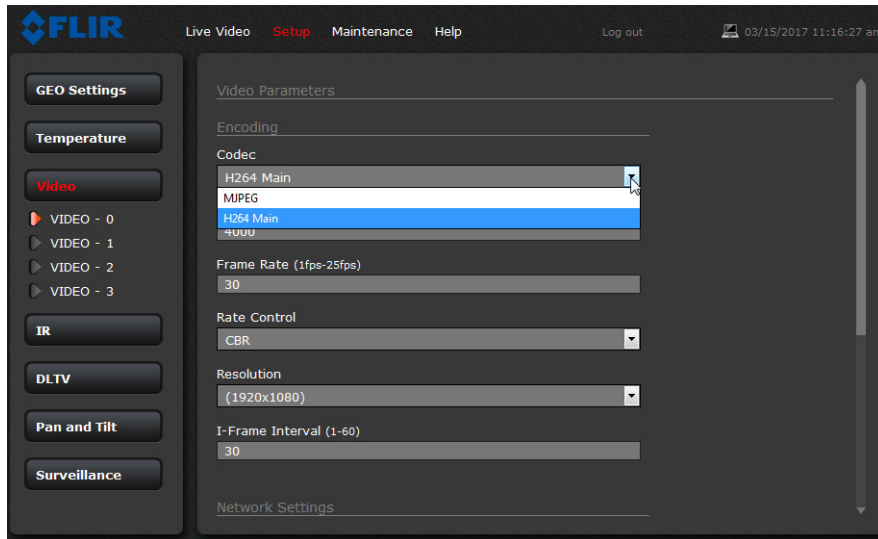 FLIR
Live Video Setup Maintenance Help Log out 03/15/2017 11:16:27 am
GEO Settings
Temperature
Video
VIDEO - 0
VIDEO - 1
VIDEO - 2
VIDEO - 3
IR
DLTV
Pan and Tilt
Surveillance
Video Parameters
Encoding
Codec
H264 Main
MJPEG
H264 Main
4000
Frame Rate (1fps-25fps)
30
Rate Control
CBR
Resolution
(1920x1080)
I-Frame Interval (1-60)
30
Network Settings